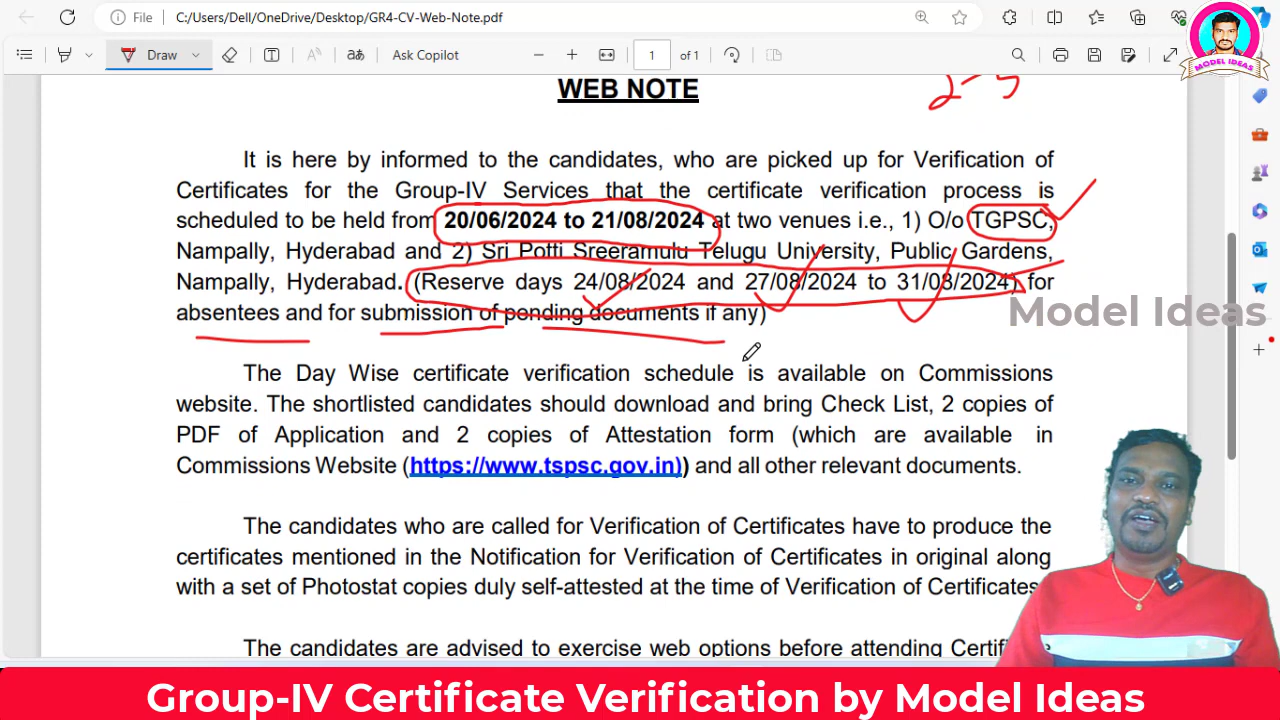 File
C:/Users/Dell/OneDrive/Desktop/GR4-CV-Web-Note.pdf
Draw
aあ
Ask Copilot
1
of 1
MODEL IDEAS
WEB NOTE
2-5
It is here by informed to the candidates, who are picked up for Verification of
Certificates for the Group-IV Services that the certificate verification process is
scheduled to be held from 20/06/2024 to 21/08/2024 at two venues i.e., 1) O/o TGPSC,
Nampally, Hyderabad and 2) Sri Potti Sreeramulu Telugu University, Public Gardens,
Nampally, Hyderabad. (Reserve days 24/08/2024 and 27/08/2024 to 31/08/2024) for
absentees and for submission of pending documents if any)
Model Ideas
The Day Wise certificate verification schedule is available on Commissions
website. The shortlisted candidates should download and bring Check List, 2 copies of
PDF of Application and 2 copies of Attestation form (which are available in
Commissions Website (https://www.tspsc.gov.in)) and all other relevant documents.
The candidates who are called for Verification of Certificates have to produce the
certificates mentioned in the Notification for Verification of Certificates in original along
with a set of Photostat copies duly self-attested at the time of Verification of Certificates
The candidates are advised to exercise web options before attending
Group-IV Certificate Verification by Model Ideas